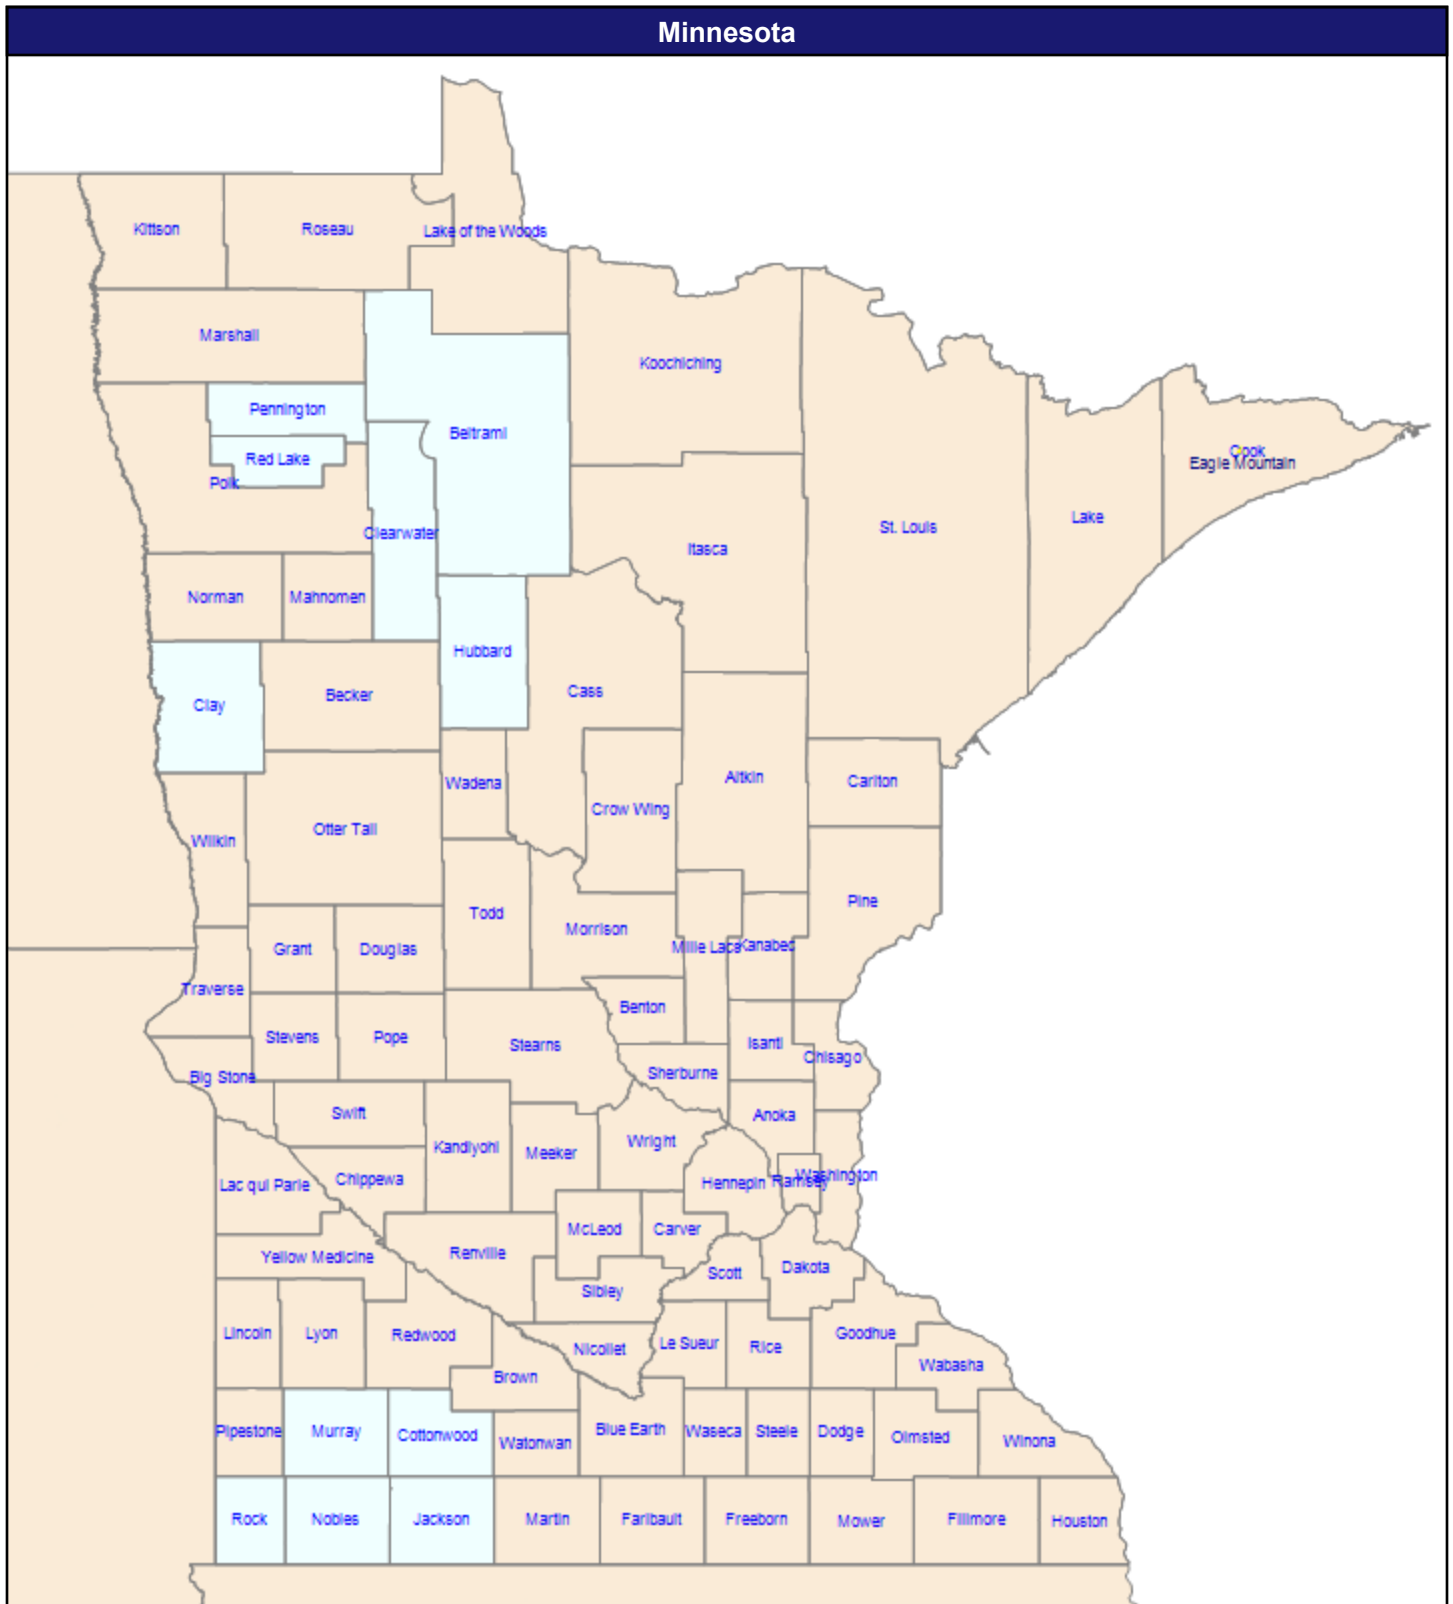 Minnesota
Kittson
Roseau
Lake of the Woods
Marshall
Koochiching
Pennington
Beltrami
Red Lake
Polk
Cook
Eagle Mountain
Clearwater
St. Louis
Lake
Itasca
Norman
Mahnomen
Hubbard
Clay
Becker
Cass
Wadena
Aitkin
Carlton
Crow Wing
Otter Tail
Wilkin
Pine
Todd
Morrison
Grant
Douglas
Mille Lacs
Kanabec
Traverse
Benton
Stevens
Pope
Stearns
Isanti
Chisago
Big Stone
Sherburne
Swift
Anoka
Kandiyohi
Meeker
Wright
Lac qui Parle
Chippewa
Hennepin
Ramsey
Washington
McLeod
Carver
Yellow Medicine
Renville
Scott
Dakota
Sibley
Lincoln
Lyon
Redwood
Nicollet
Le Sueur
Rice
Goodhue
Wabasha
Brown
Pipestone
Murray
Cottonwood
Watonwan
Blue Earth
Waseca
Steele
Dodge
Olmsted
Winona
Rock
Nobles
Jackson
Martin
Faribault
Freeborn
Mower
Fillmore
Houston